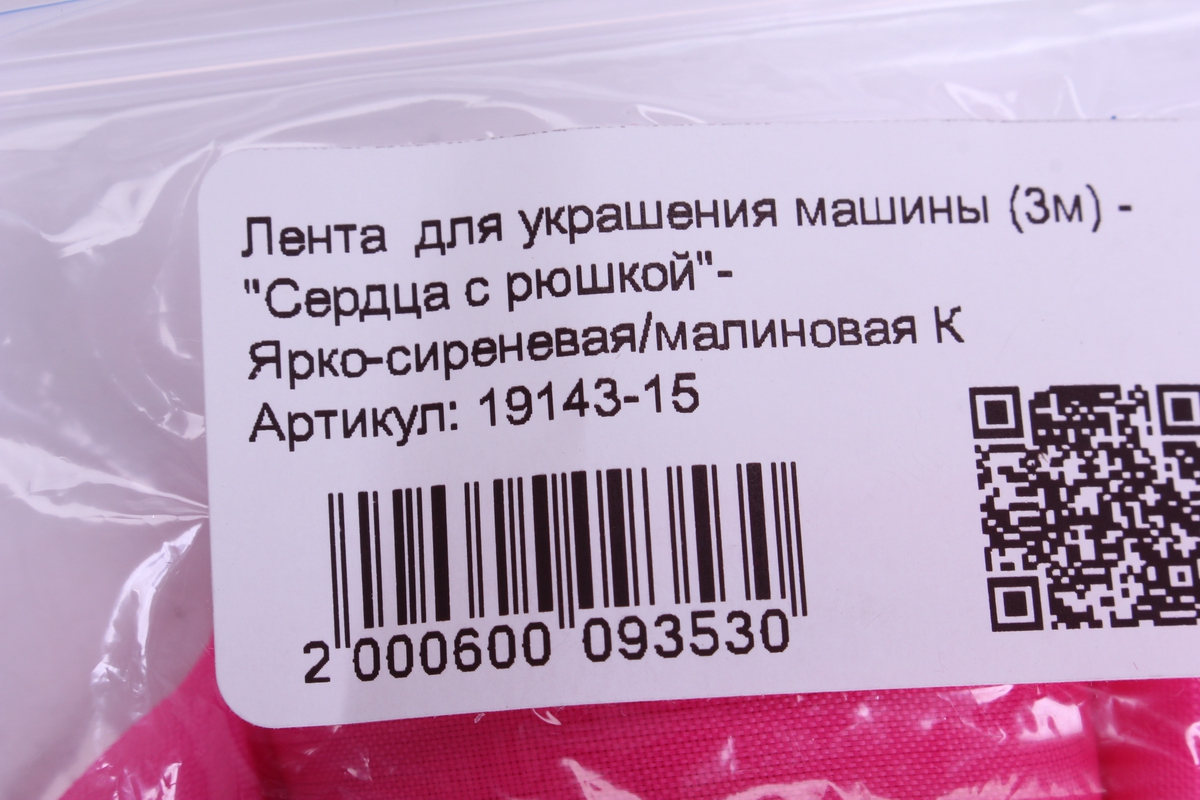 Лента для украшения машины (3м) -
"Сердца с рюшкой"-
Ярко-сиреневая/малиновая К
Артикул: 19143-15
2 000600 093530